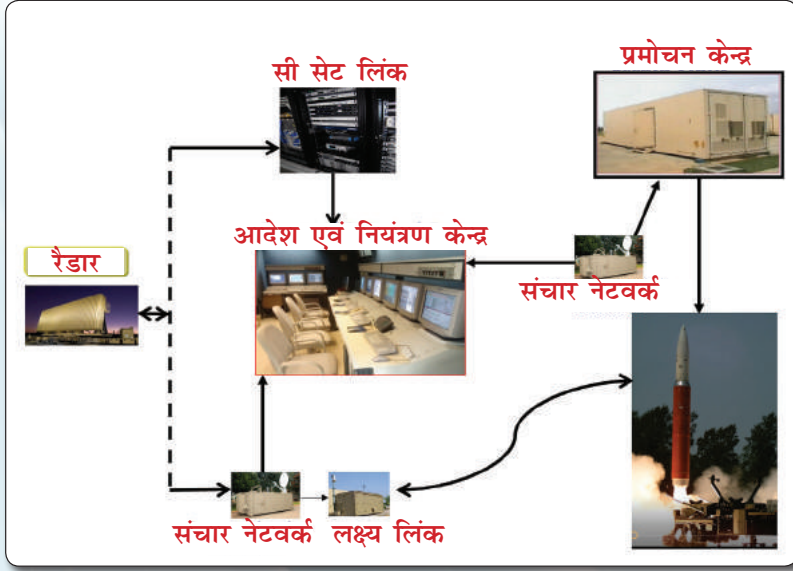 सी सेट लिंक
प्रमोचन केन्द्र
आदेश एवं नियंत्रण केन्द्र
रैडार
संचार नेटवर्क
संचार नेटवर्क लक्ष्य लिंक